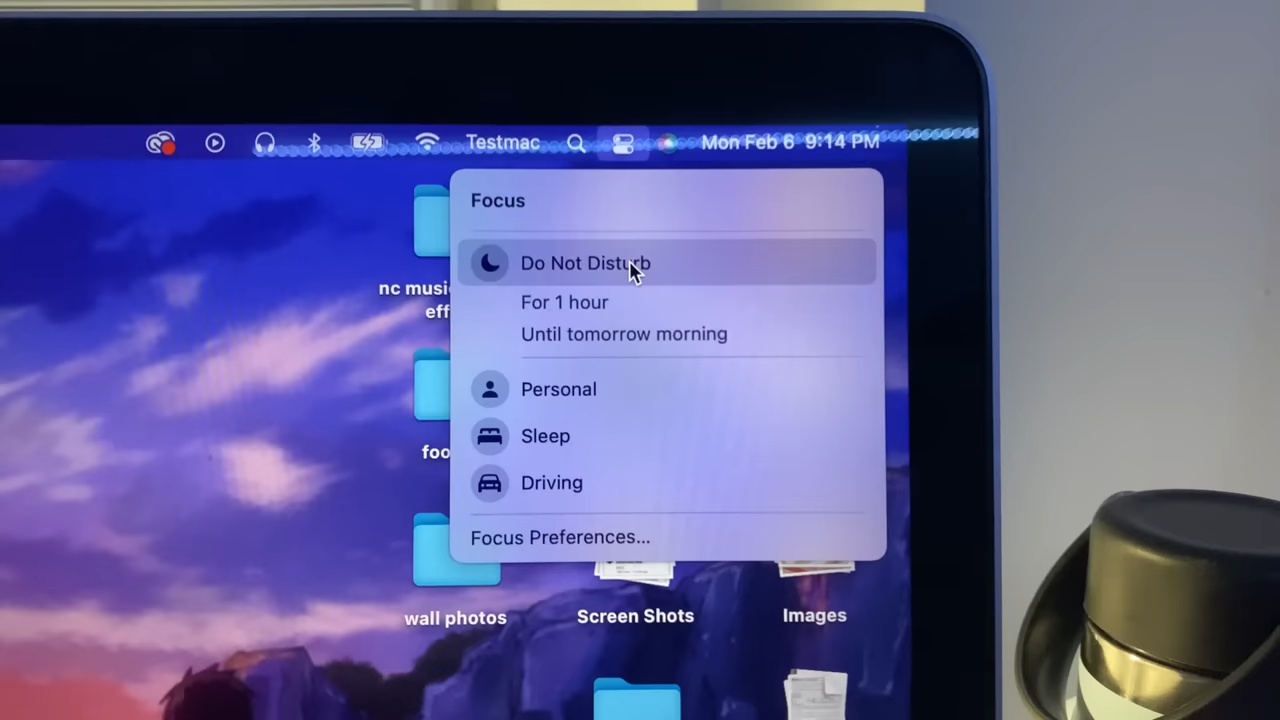 Testmac
Mon Feb 6 9:14 PM
Focus
Do Not Disturb
For 1 hour
Until tomorrow morning
Personal
Sleep
Driving
Focus Preferences...
nc musi
eff
foo
wall photos
Screen Shots
Images